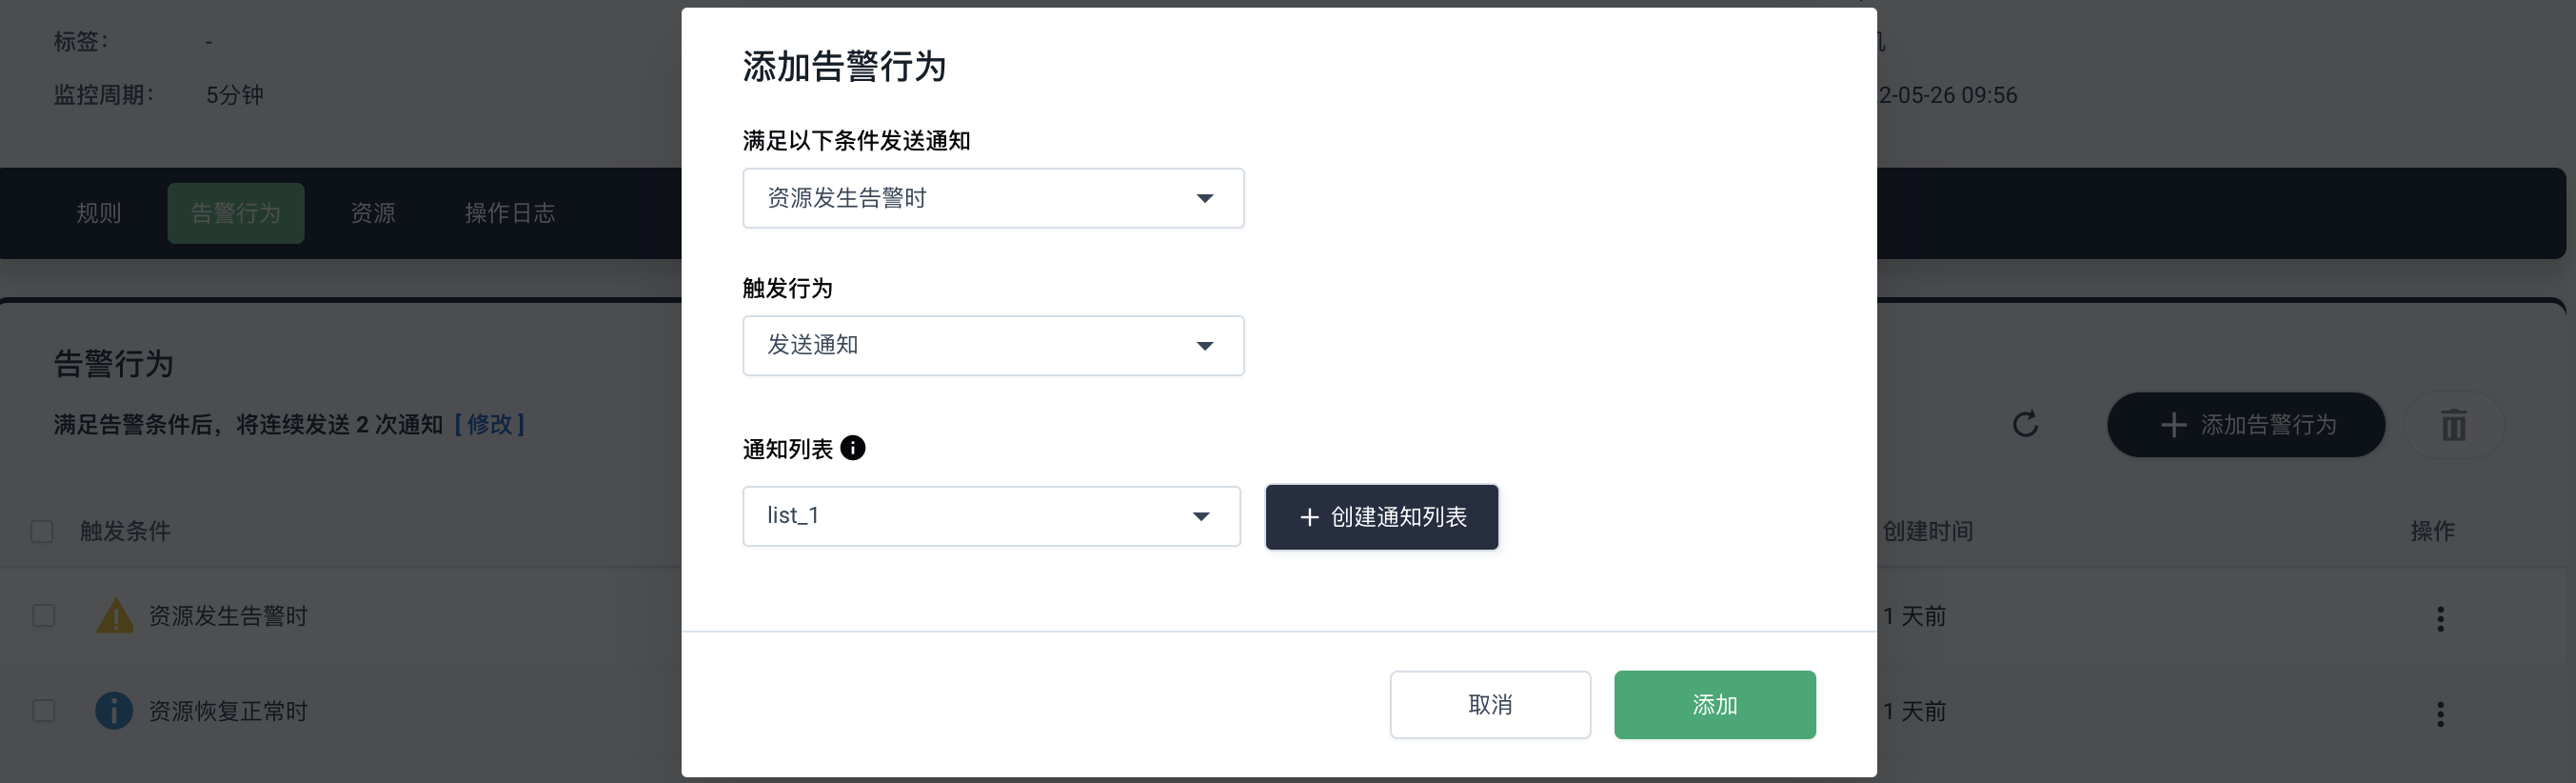 标签： -
监控周期： 5分钟
2-05-26 09:56
规则 告警行为 资源 操作日志
告警行为
满足告警条件后，将连续发送 2 次通知 [ 修改 ]
添加告警行为
触发条件 创建时间 操作
资源发生告警时 1 天前
资源恢复正常时 1 天前
添加告警行为
满足以下条件发送通知
资源发生告警时
触发行为
发送通知
通知列表
list_1
+ 创建通知列表
取消 添加